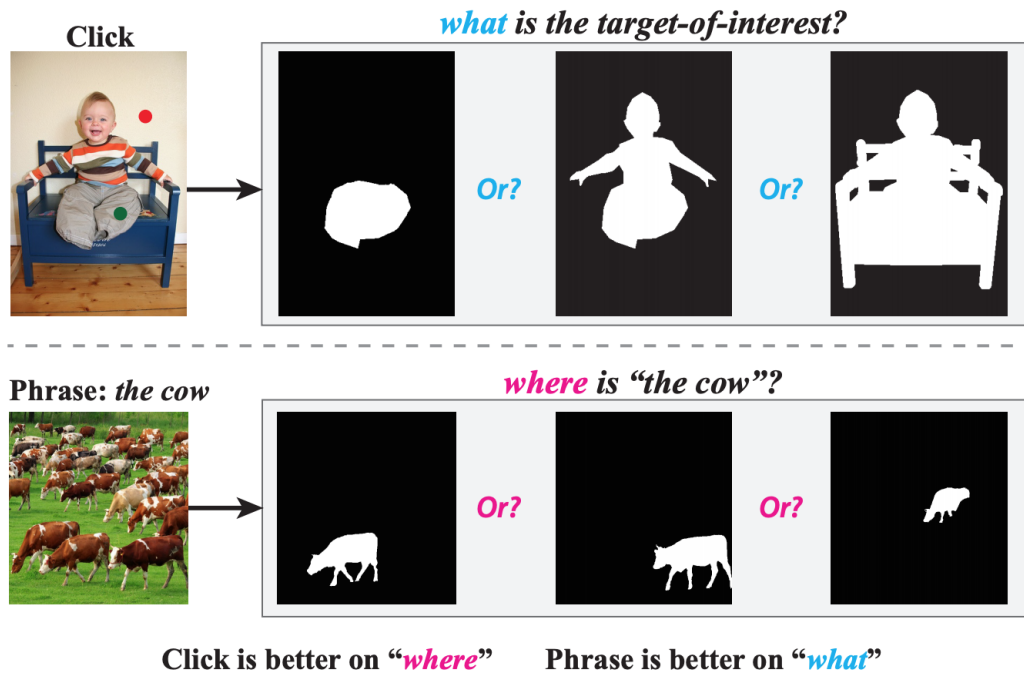 what is the target-of-interest?
Click
Or?
Or?
where is “the cow”?
Phrase: the cow
Or?
Or?
Click is better on “where”
Phrase is better on “what”